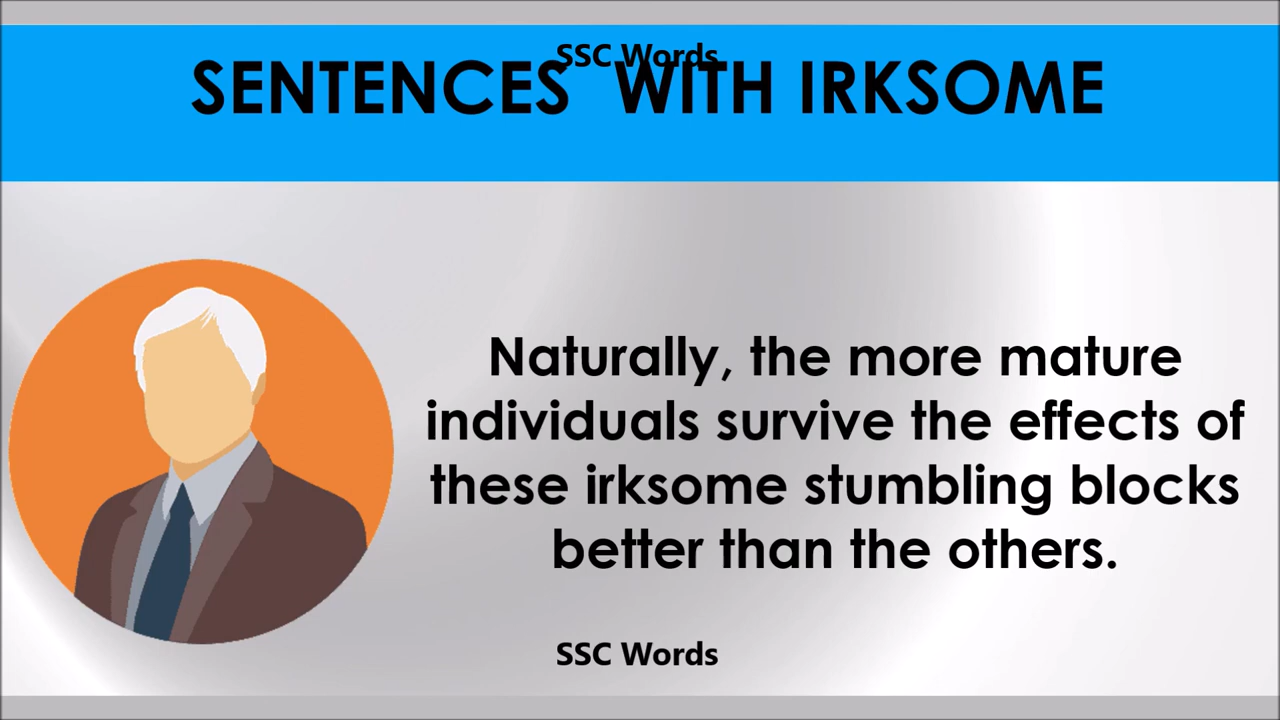 SSC Words
SENTENCES WITH IRKSOME
Naturally, the more mature
individuals survive the effects of
these irksome stumbling blocks
better than the others.
SSC Words